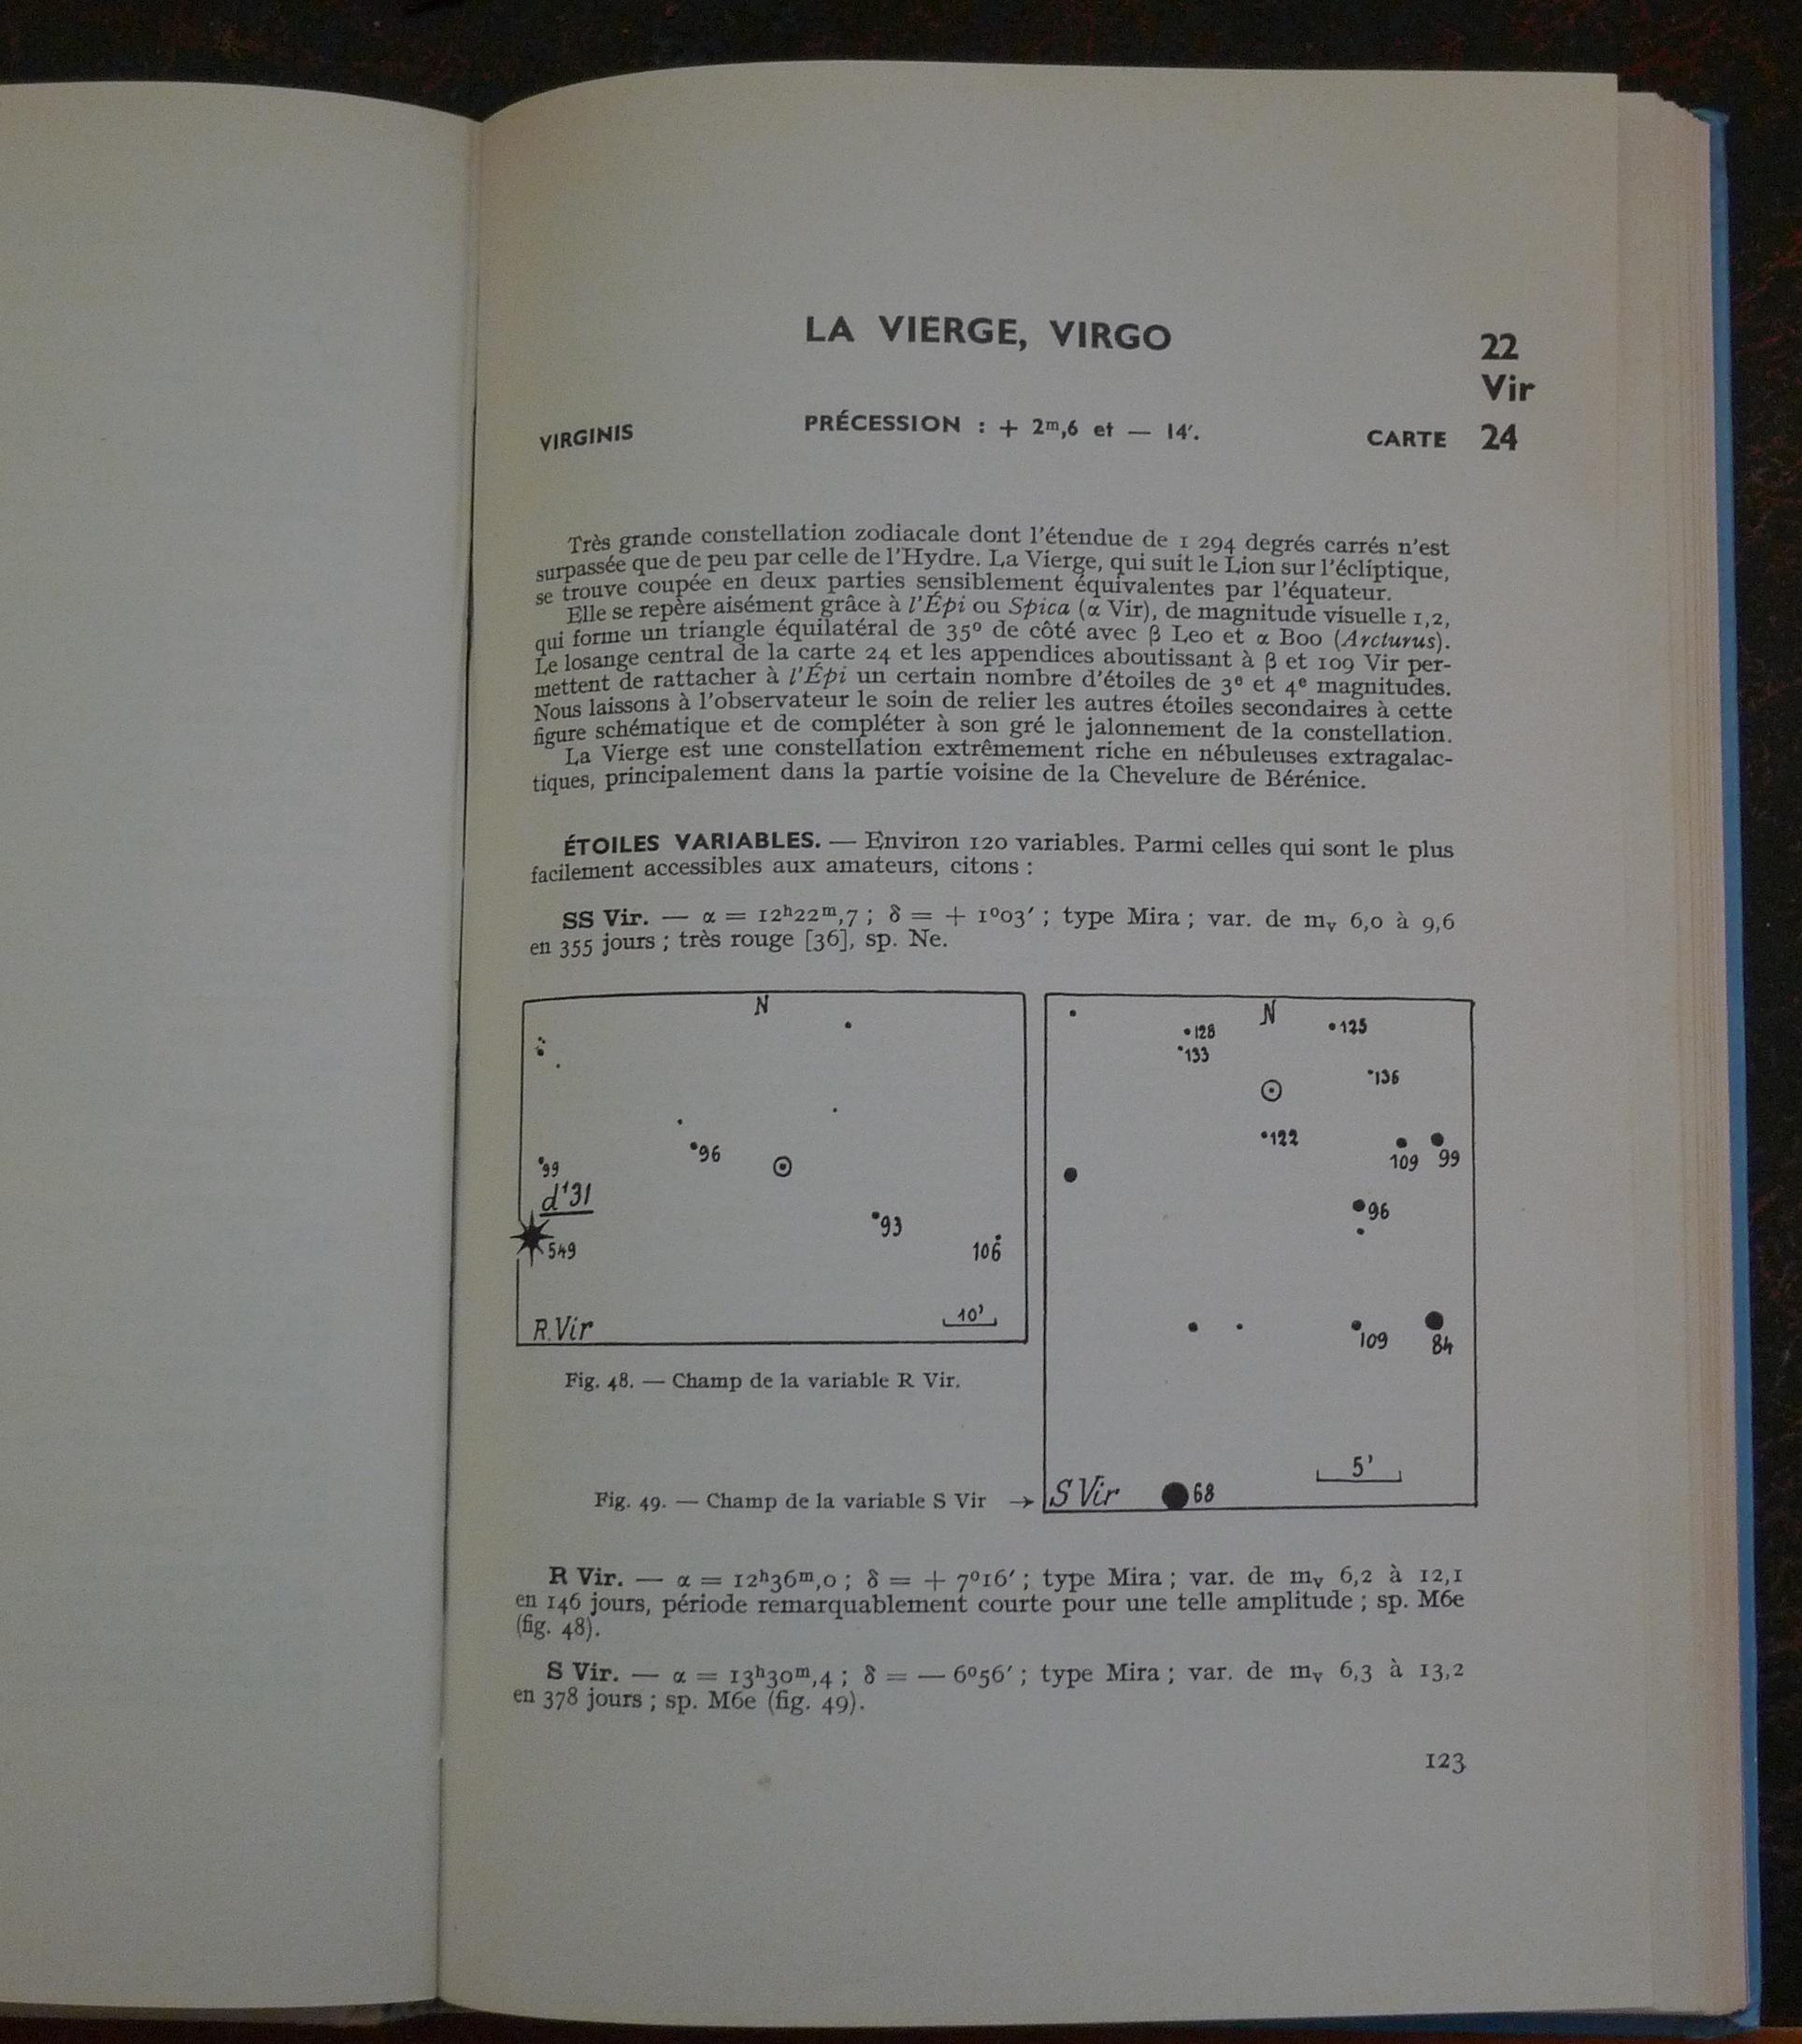 LA VIERGE, VIRGO
22
Vir
VIRGINIS
PRÉCESSION : + 2ᵐ,6 et — 14′.
CARTE 24
Très grande constellation zodiacale dont l'étendue de 1 294 degrés carrés n'est
surpassée que de peu par celle de l'Hydre. La Vierge, qui suit le Lion sur l'écliptique,
se trouve coupée en deux parties sensiblement équivalentes par l'équateur.
Elle se repère aisément grâce à l'Épi ou Spica (α Vir), de magnitude visuelle 1,2,
qui forme un triangle équilatéral de 35° de côté avec β Leo et α Boo (Arcturus).
Le losange central de la carte 24 et les appendices aboutissant à β et 109 Vir per-
mettent de rattacher à l'Épi un certain nombre d'étoiles de 3ᵉ et 4ᵉ magnitudes.
Nous laissons à l'observateur le soin de relier les autres étoiles secondaires à cette
figure schématique et de compléter à son gré le jalonnement de la constellation.
La Vierge est une constellation extrêmement riche en nébuleuses extragalac-
tiques, principalement dans la partie voisine de la Chevelure de Bérénice.
ÉTOILES VARIABLES. — Environ 120 variables. Parmi celles qui sont le plus
facilement accessibles aux amateurs, citons :
SS Vir. — α = 12ʰ22ᵐ,7 ; δ = + 1°03′ ; type Mira ; var. de mᵥ 6,0 à 9,6
en 355 jours ; très rouge [36], sp. Ne.
N
96
99
d'31
549
93
106
10'
R.Vir
Fig. 48. — Champ de la variable R Vir.
N
128
125
133
136
122
109
99
96
109
84
5'
S Vir
68
Fig. 49. — Champ de la variable S Vir →
R Vir. — α = 12ʰ36ᵐ,0 ; δ = + 7°16′ ; type Mira ; var. de mᵥ 6,2 à 12,1
en 146 jours, période remarquablement courte pour une telle amplitude ; sp. M6e
(fig. 48).
S Vir. — α = 13ʰ30ᵐ,4 ; δ = — 6°56′ ; type Mira ; var. de mᵥ 6,3 à 13,2
en 378 jours ; sp. M6e (fig. 49).
123